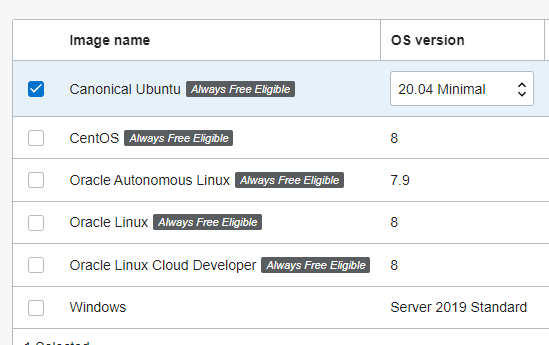 Image name OS version
Canonical Ubuntu Always Free Eligible 20.04 Minimal
CentOS Always Free Eligible 8
Oracle Autonomous Linux Always Free Eligible 7.9
Oracle Linux Always Free Eligible 8
Oracle Linux Cloud Developer Always Free Eligible 8
Windows Server 2019 Standard
1 Selected